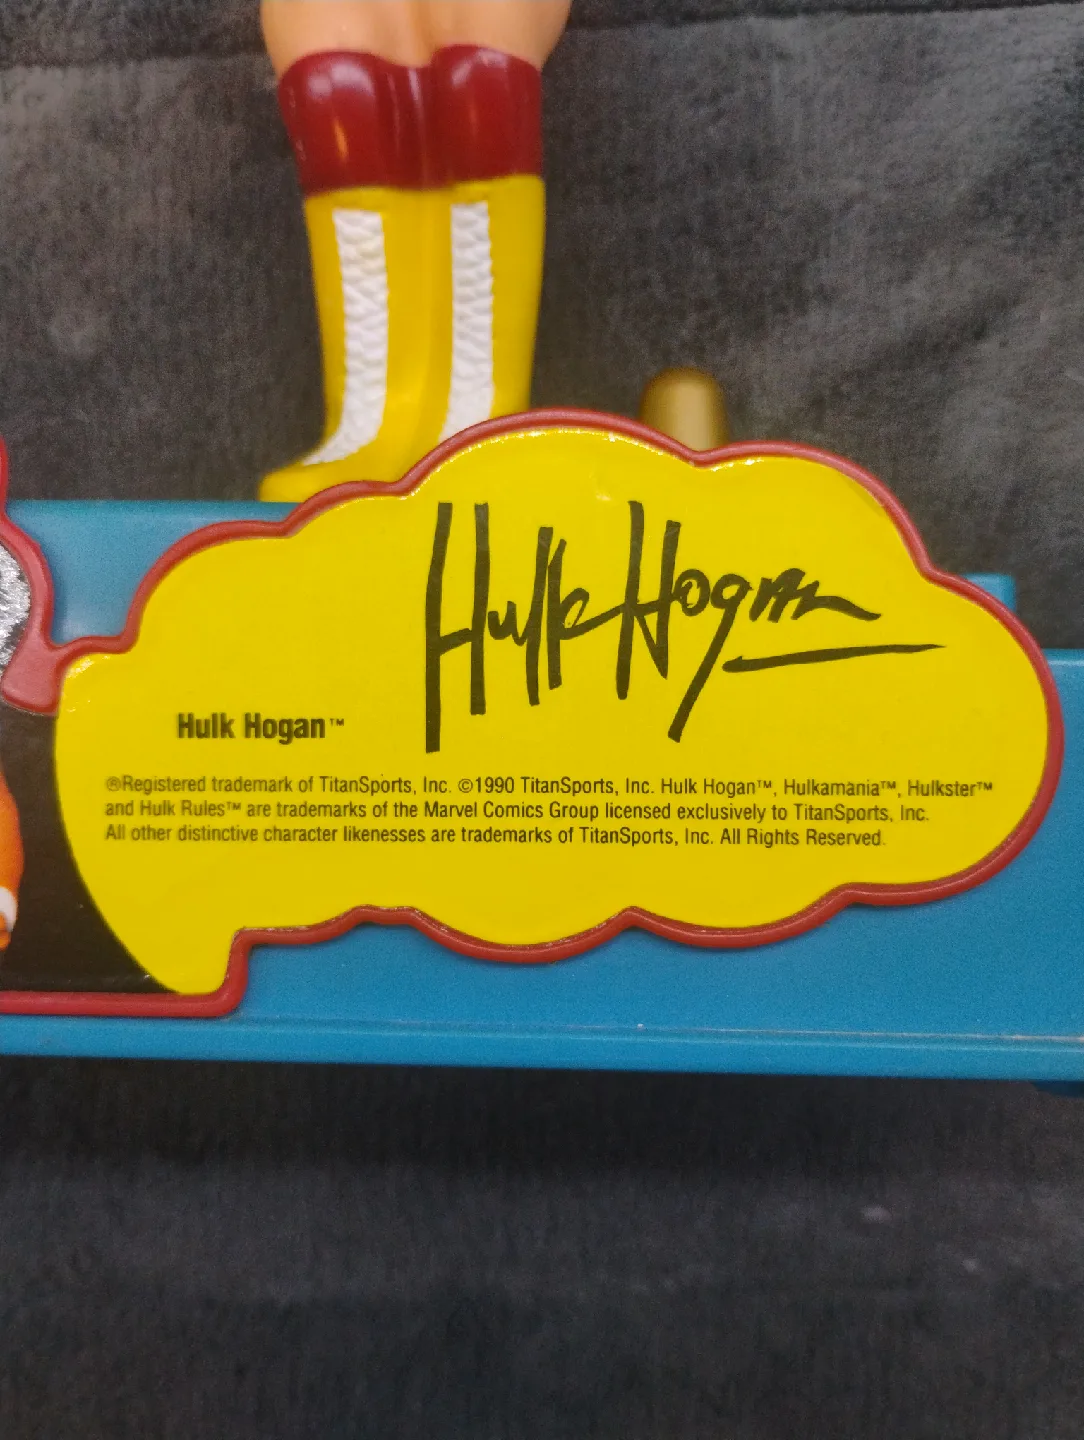 Hulk Hogan
Hulk Hogan™
®Registered trademark of TitanSports, Inc. ©1990 TitanSports, Inc. Hulk Hogan™, Hulkamania™, Hulkster™
and Hulk Rules™ are trademarks of the Marvel Comics Group licensed exclusively to TitanSports, Inc.
All other distinctive character likenesses are trademarks of TitanSports, Inc. All Rights Reserved.